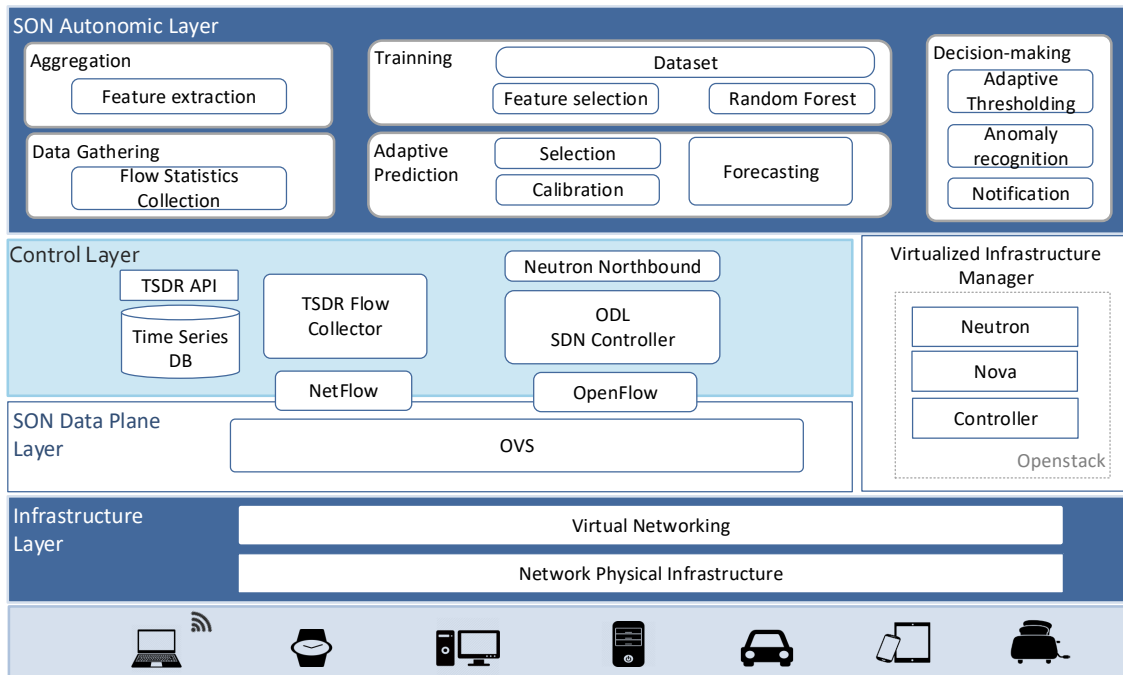 SON Autonomic Layer
Aggregation
Feature extraction
Data Gathering
Flow Statistics
Collection
Trainning
Dataset
Feature selection
Random Forest
Adaptive
Prediction
Selection
Calibration
Forecasting
Decision-making
Adaptive
Thresholding
Anomaly
recognition
Notification
Control Layer
TSDR API
Time Series
DB
TSDR Flow
Collector
Neutron Northbound
ODL
SDN Controller
NetFlow
OpenFlow
Virtualized Infrastructure
Manager
Neutron
Nova
Controller
Openstack
SON Data Plane
Layer
OVS
Infrastructure
Layer
Virtual Networking
Network Physical Infrastructure